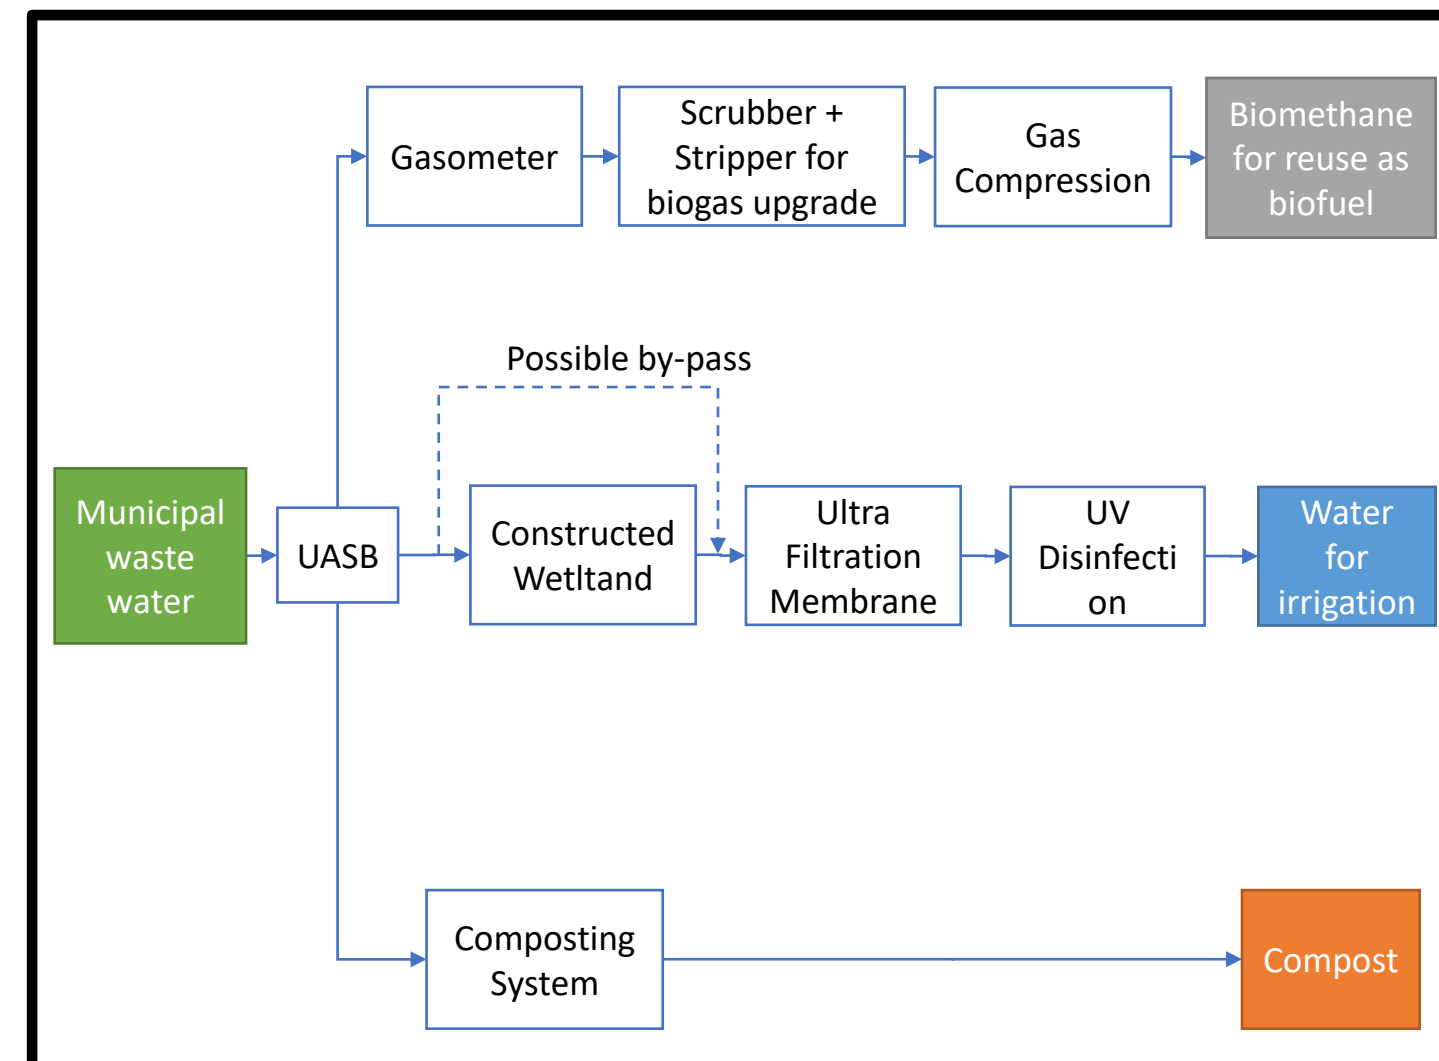 Gasometer
Scrubber +
Stripper for
biogas upgrade
Gas
Compression
Biomethane
for reuse as
biofuel
Possible by-pass
Municipal
waste
water
UASB
Constructed
Wetltand
Ultra
Filtration
Membrane
UV
Disinfecti
on
Water
for
irrigation
Composting
System
Compost